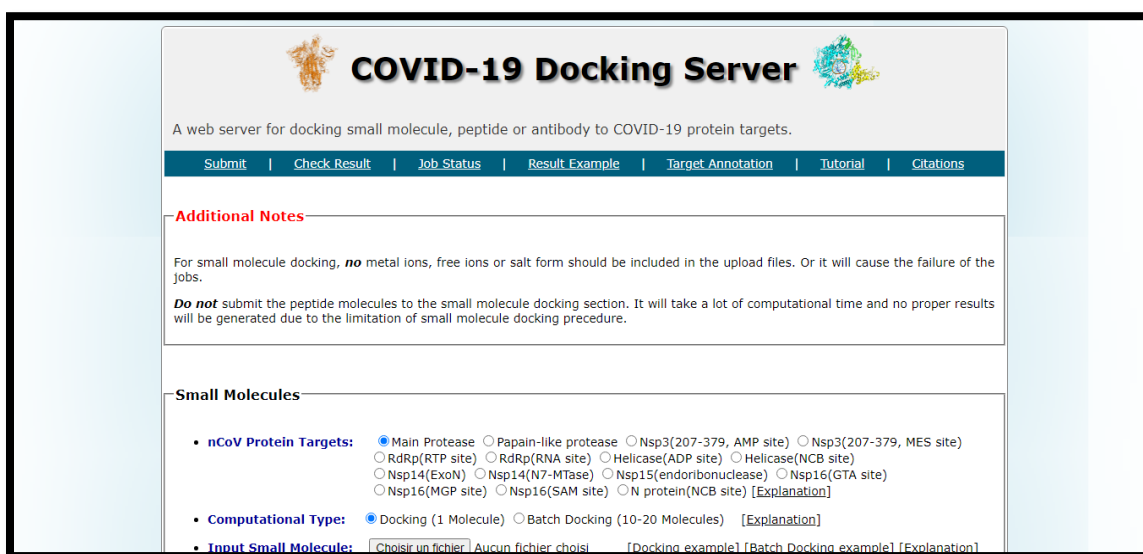 COVID-19 Docking Server
A web server for docking small molecule, peptide or antibody to COVID-19 protein targets.
Submit | Check Result | Job Status | Result Example | Target Annotation | Tutorial | Citations
Additional Notes
For small molecule docking, no metal ions, free ions or salt form should be included in the upload files. Or it will cause the failure of the
jobs.
Do not submit the peptide molecules to the small molecule docking section. It will take a lot of computational time and no proper results
will be generated due to the limitation of small molecule docking precedure.
Small Molecules
• nCoV Protein Targets: Main Protease Papain-like protease Nsp3(207-379, AMP site) Nsp3(207-379, MES site)
RdRp(RTP site) RdRp(RNA site) Helicase(ADP site) Helicase(NCB site)
Nsp14(ExoN) Nsp14(N7-MTase) Nsp15(endoribonuclease) Nsp16(GTA site)
Nsp16(MGP site) Nsp16(SAM site) N protein(NCB site) [Explanation]
• Computational Type: Docking (1 Molecule) Batch Docking (10-20 Molecules) [Explanation]
• Input Small Molecule: Choisir un fichier Aucun fichier choisi [Docking example] [Batch Docking example] [Explanation]